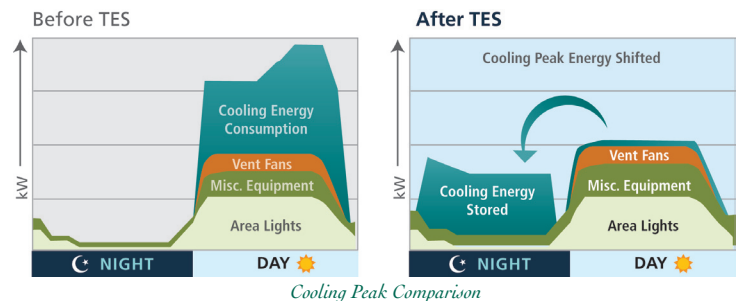 Before TES
kW
Cooling Energy
Consumption
Vent Fans
Misc. Equipment
Area Lights
NIGHT
DAY
After TES
kW
Cooling Peak Energy Shifted
Cooling Energy
Stored
Vent Fans
Misc. Equipment
Area Lights
NIGHT
DAY
Cooling Peak Comparison